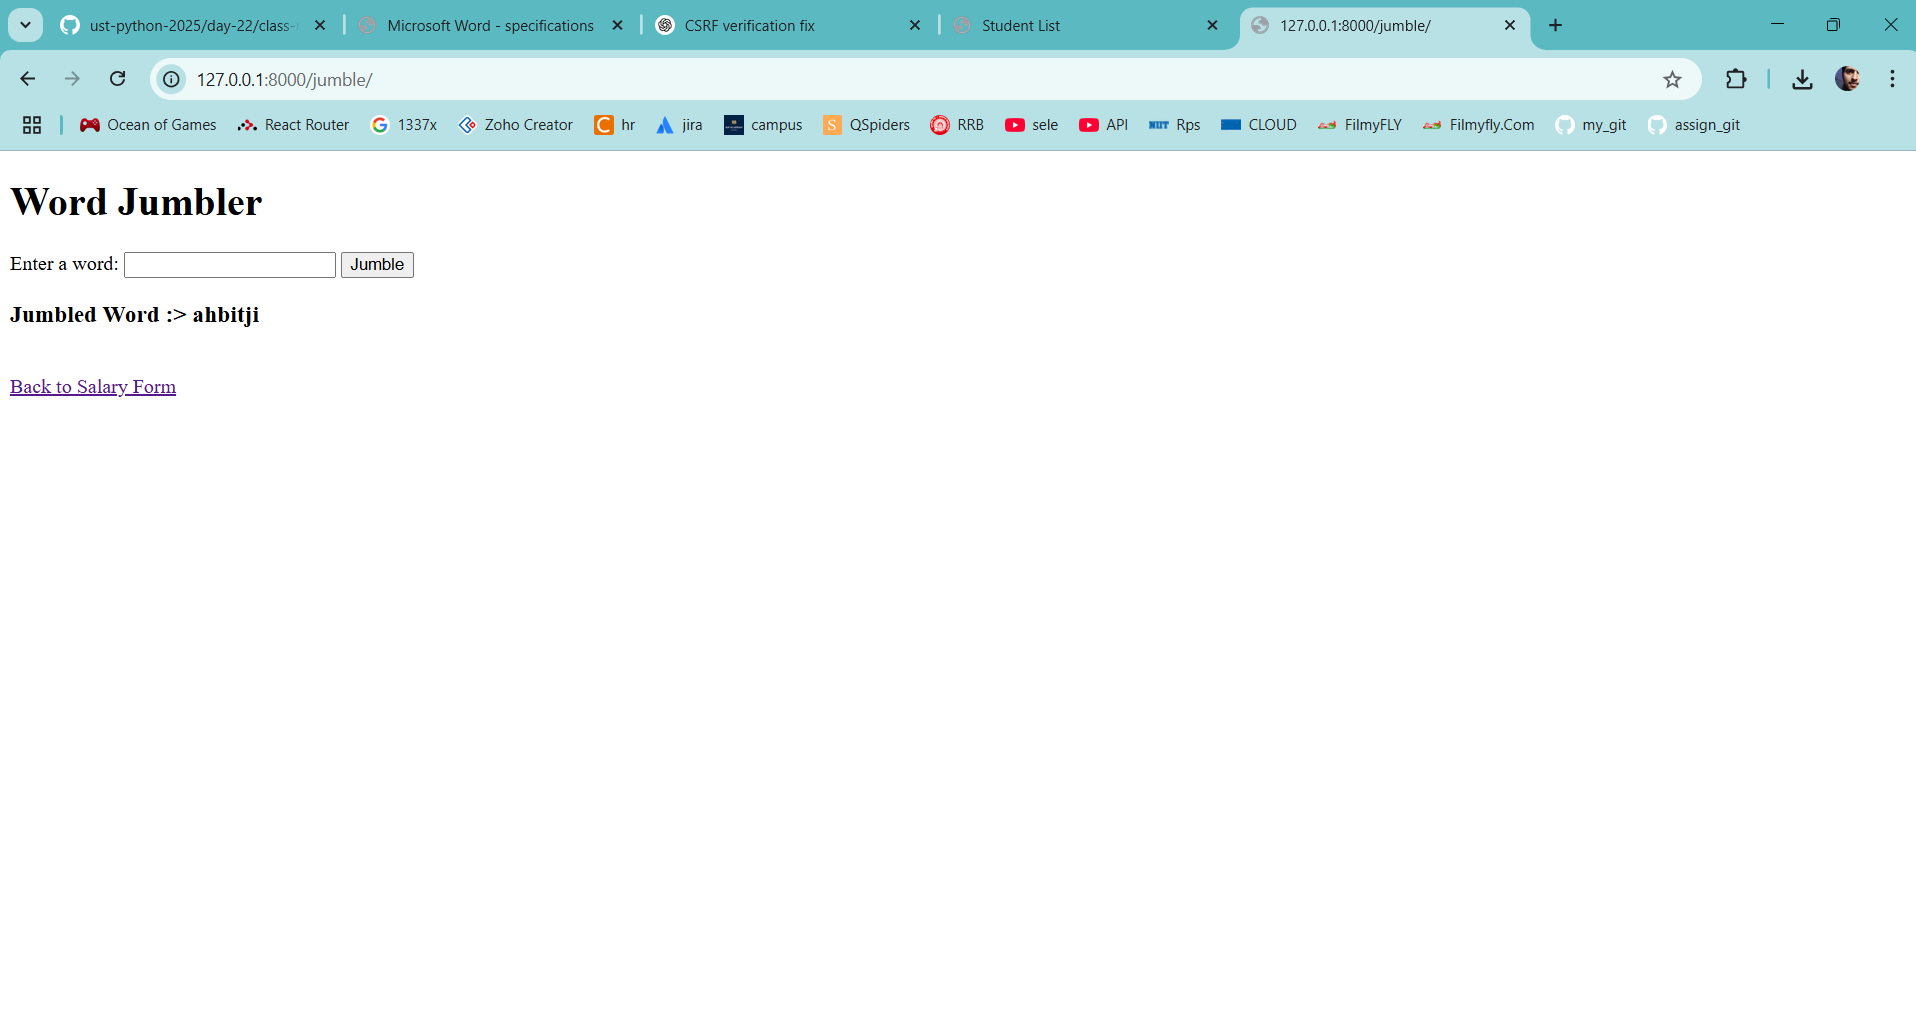 ust-python-2025/day-22/class-
Microsoft Word - specifications
CSRF verification fix
Student List
127.0.0.1:8000/jumble/
127.0.0.1:8000/jumble/
Ocean of Games React Router 1337x Zoho Creator hr jira campus QSpiders RRB sele API Rps CLOUD FilmyFLY Filmyfly.Com my_git assign_git
Word Jumbler
Enter a word: Jumble
Jumbled Word :> ahbitji
Back to Salary Form